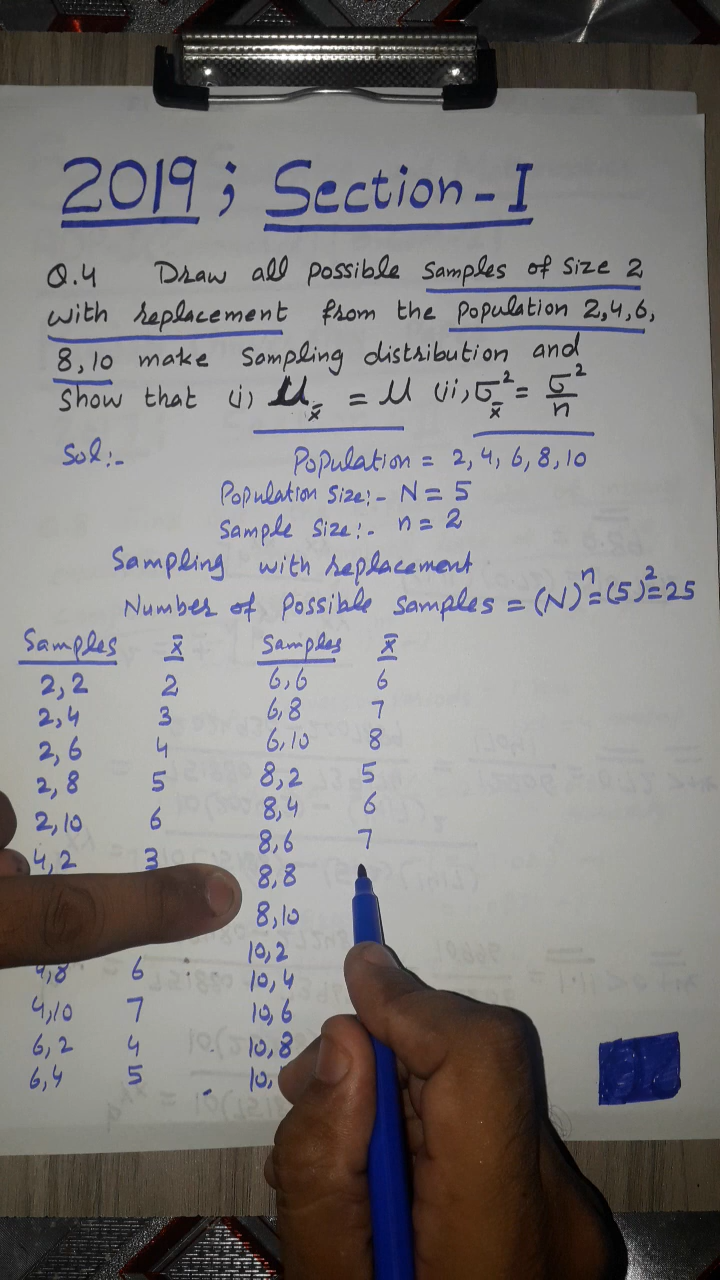 2019; Section-I
Q.4 Draw all possible samples of size 2
with replacement from the population 2,4,6,
8,10 make sampling distribution and
show that (i) μx̄ = μ (ii) σ²x̄ = σ²/n
Sol:-
Population = 2, 4, 6, 8, 10
Population Size:- N = 5
Sample Size:- n = 2
Sampling with replacement
Number of possible samples = (N)ⁿ = (5)² = 25
Samples x̄ Samples x̄
2,2 2 6,6 6
2,4 3 6,8 7
2,6 4 6,10 8
2,8 5 8,2 5
2,10 6 8,4 6
4,2 3 8,6 7
8,8
8,10
10,2
4,8 6 10,4
4,10 7 10,6
6,2 4 10,8
6,4 5 10,